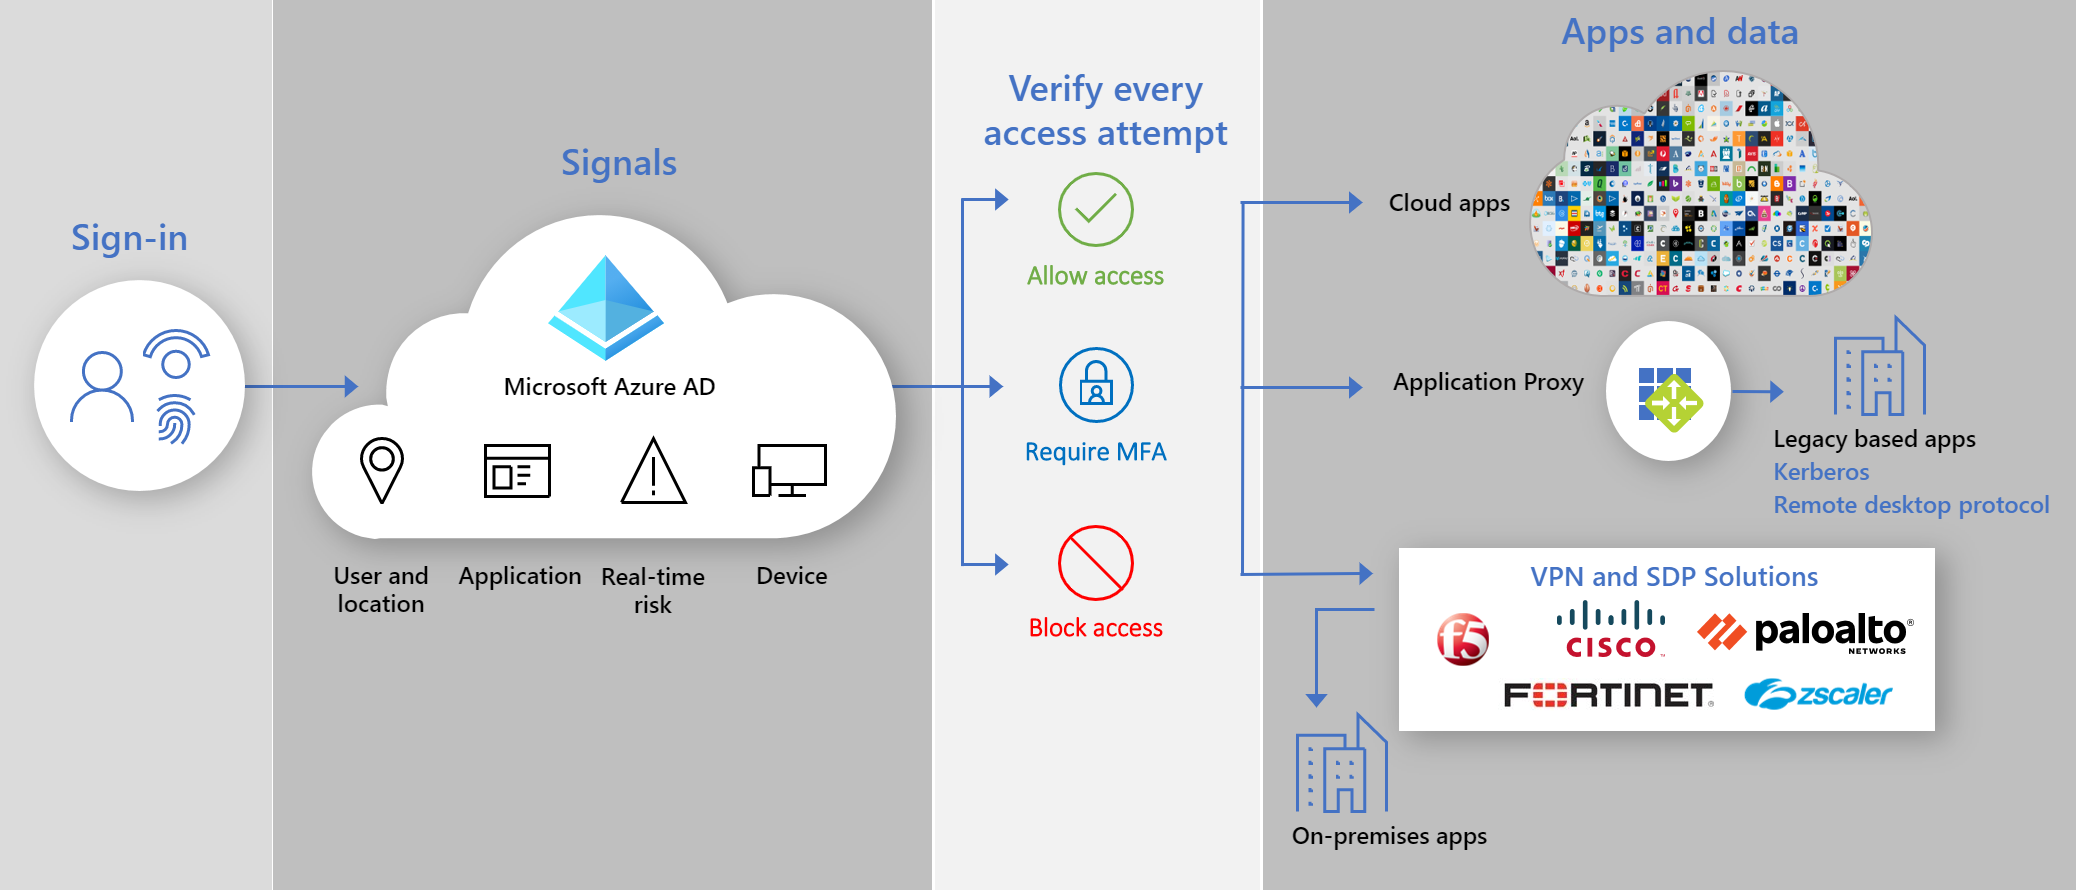 Sign-in
Signals
Microsoft Azure AD
User and
location
Application
Real-time
risk
Device
Verify every
access attempt
Allow access
Require MFA
Block access
Apps and data
Cloud apps
Application Proxy
Legacy based apps
Kerberos
Remote desktop protocol
VPN and SDP Solutions
f5
CISCO
paloalto®
NETWORKS
FORTINET®
zscaler
On-premises apps